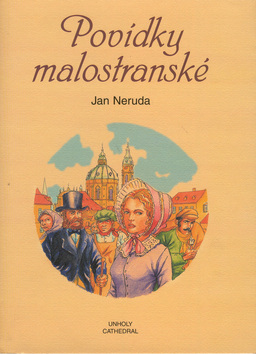 Povídky
malostranské
Jan Neruda
UNHOLY
CATHEDRAL